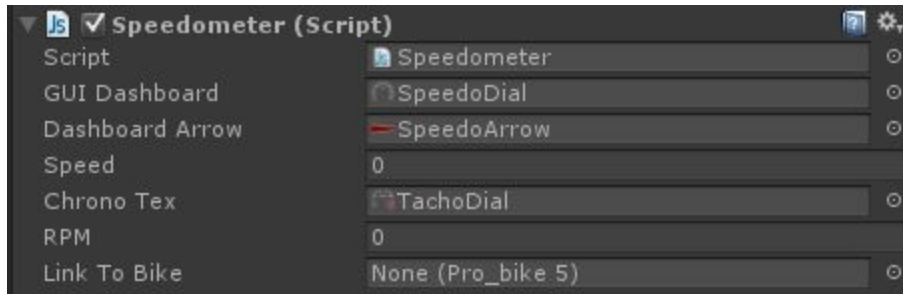 Js Speedometer (Script)
Script Speedometer
GUI Dashboard SpeedoDial
Dashboard Arrow SpeedoArrow
Speed 0
Chrono Tex TachoDial
RPM 0
Link To Bike None (Pro_bike 5)